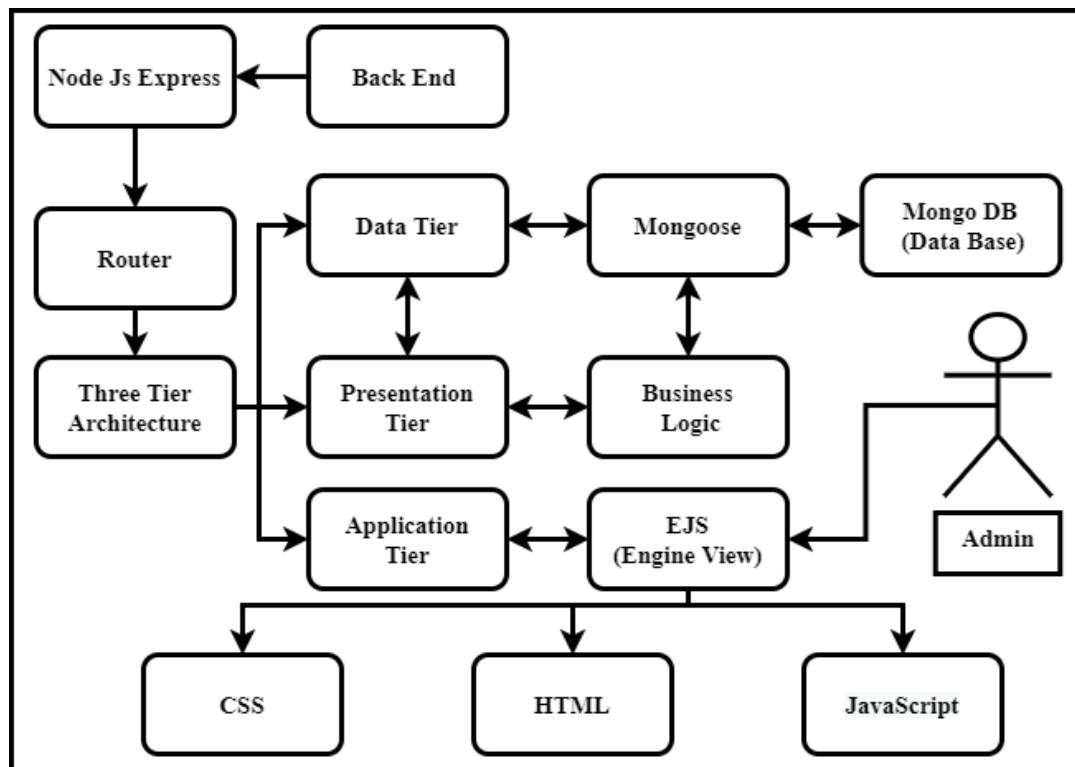 Node Js Express
Back End
Router
Data Tier
Mongoose
Mongo DB
(Data Base)
Three Tier
Architecture
Presentation
Tier
Business
Logic
Application
Tier
EJS
(Engine View)
Admin
CSS
HTML
JavaScript